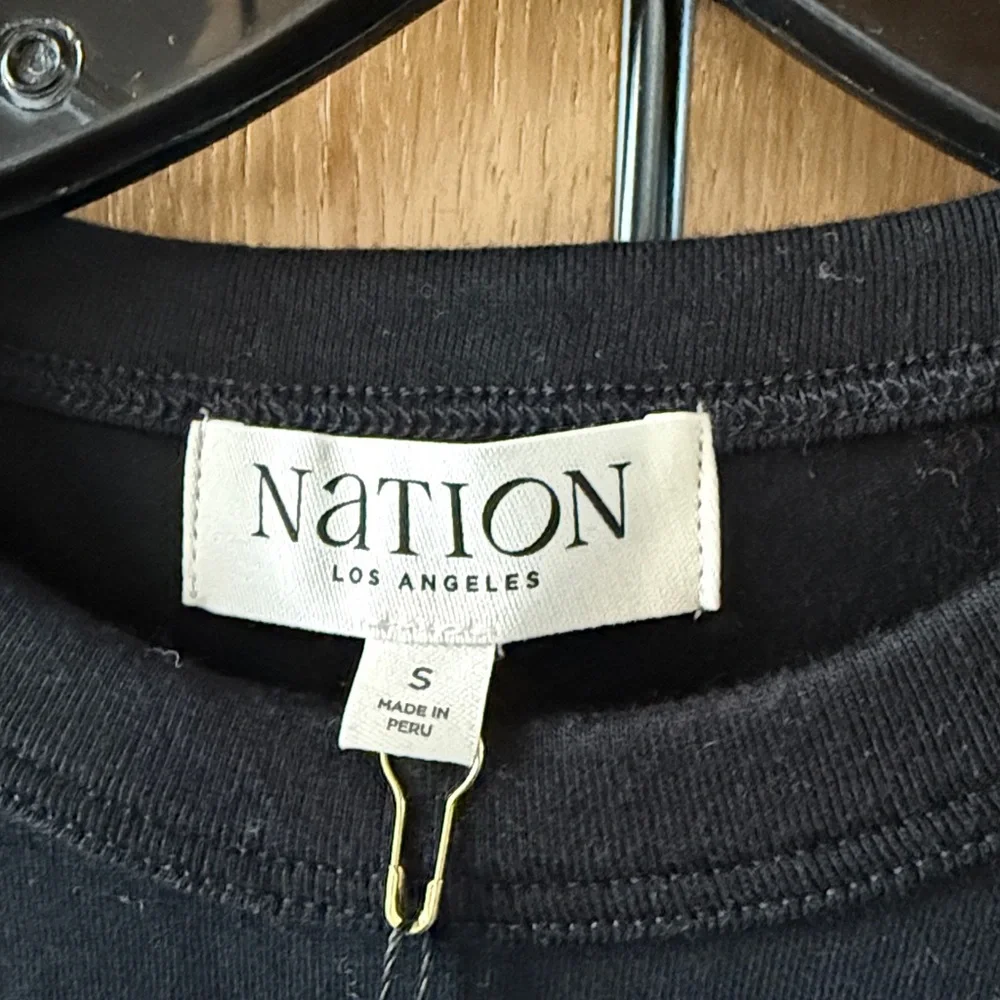 NaTION
LOS ANGELES
S
MADE IN
PERU